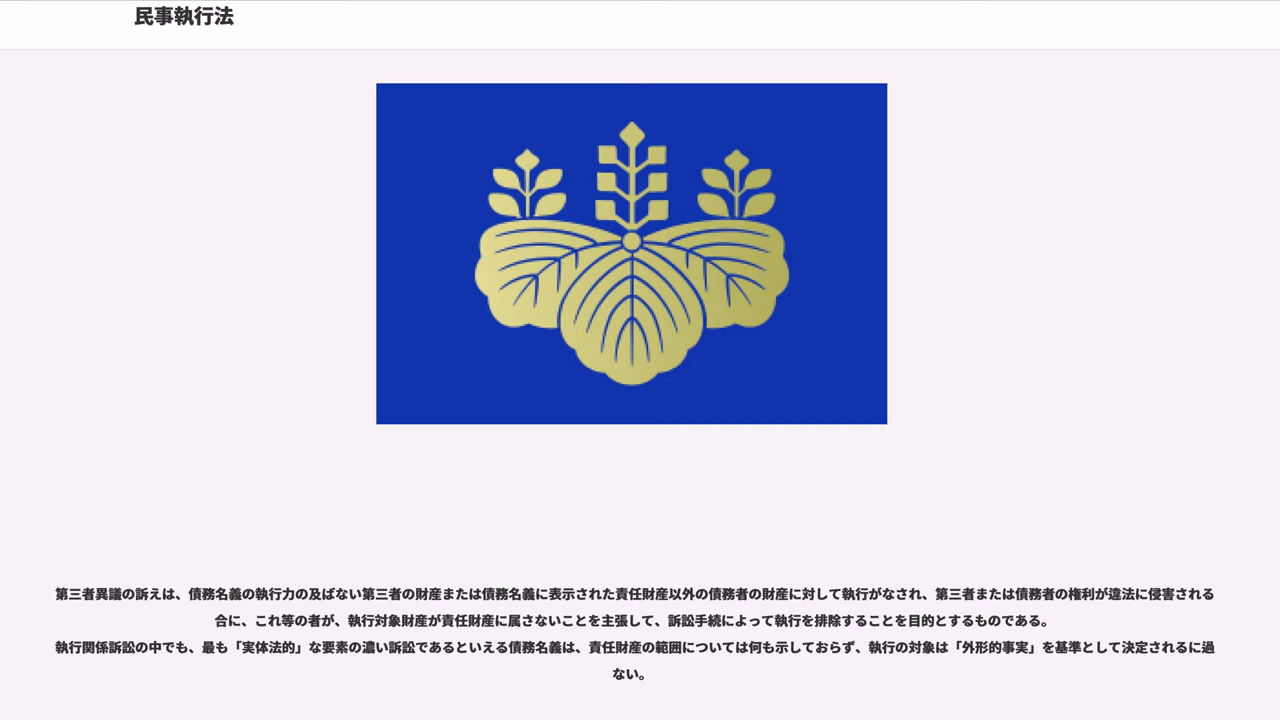 民事執行法
第三者異議の訴えは、債務名義の執行力の及ばない第三者の財産または債務名義に表示された責任財産以外の債務者の財産に対して執行がなされ、第三者または債務者の権利が違法に侵害される
合に、これ等の者が、執行対象財産が責任財産に属さないことを主張して、訴訟手続によって執行を排除することを目的とするものである。
執行関係訴訟の中でも、最も「実体法的」な要素の濃い訴訟であるといえる債務名義は、責任財産の範囲については何も示しておらず、執行の対象は「外形的事実」を基準として決定されるに過
ない。